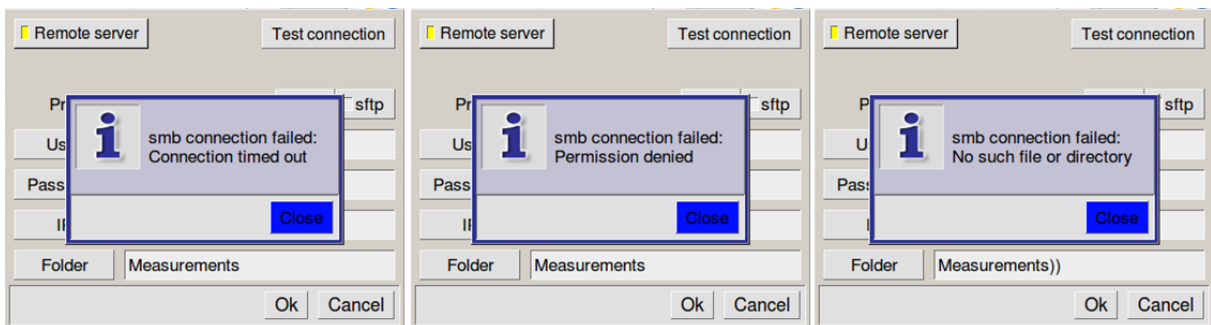 Remote server Test connection
sftp
smb connection failed:
Connection timed out
Close
Folder Measurements
Ok Cancel
Remote server Test connection
sftp
smb connection failed:
Permission denied
Close
Folder Measurements
Ok Cancel
Remote server Test connection
sftp
smb connection failed:
No such file or directory
Close
Folder Measurements))
Ok Cancel